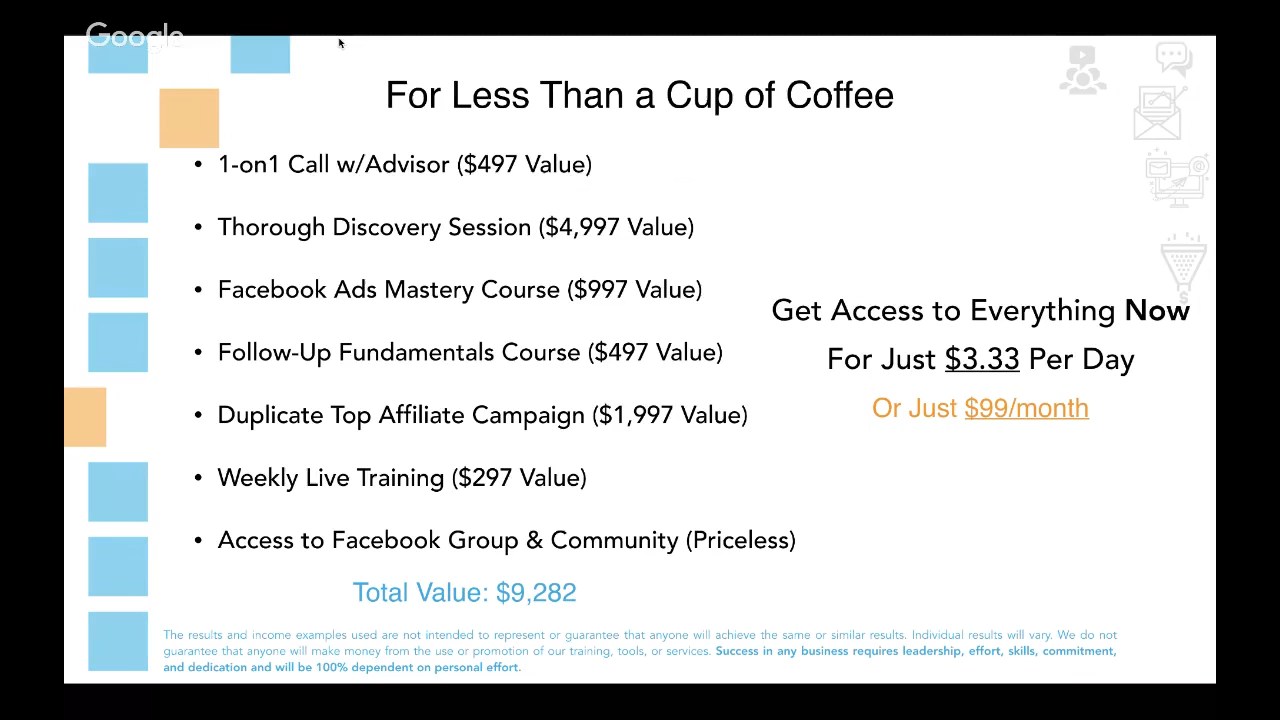 Google
For Less Than a Cup of Coffee
• 1-on1 Call w/Advisor ($497 Value)
• Thorough Discovery Session ($4,997 Value)
• Facebook Ads Mastery Course ($997 Value)
• Follow-Up Fundamentals Course ($497 Value)
• Duplicate Top Affiliate Campaign ($1,997 Value)
• Weekly Live Training ($297 Value)
• Access to Facebook Group & Community (Priceless)
Total Value: $9,282
Get Access to Everything Now
For Just $3.33 Per Day
Or Just $99/month
The results and income examples used are not intended to represent or guarantee that anyone will achieve the same or similar results. Individual results will vary. We do not
guarantee that anyone will make money from the use or promotion of our training, tools, or services. Success in any business requires leadership, effort, skills, commitment,
and dedication and will be 100% dependent on personal effort.